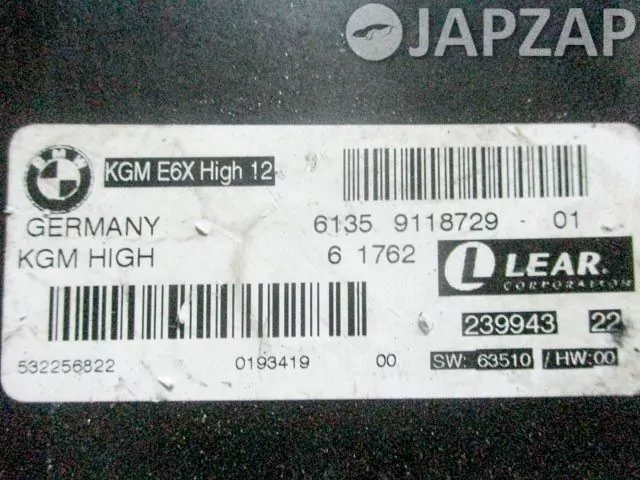 JAPZAP
BMW
KGM E6X High 12
GERMANY
6135 9118729 - 01
KGM HIGH
6 1762
L LEAR.
CORPORATION
239943 22
532256822
0193419
00
SW: 63510 / HW:00